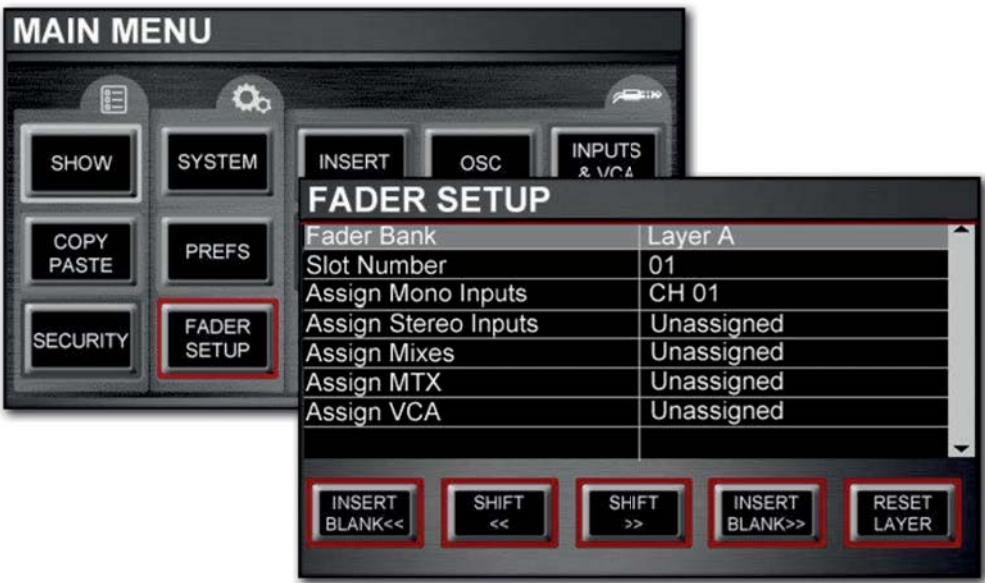 MAIN MENU
SHOW
SYSTEM
INSERT
OSC
INPUTS
& VCA
COPY
PASTE
PREFS
SECURITY
FADER
SETUP
FADER SETUP
Fader Bank Layer A
Slot Number 01
Assign Mono Inputs CH 01
Assign Stereo Inputs Unassigned
Assign Mixes Unassigned
Assign MTX Unassigned
Assign VCA Unassigned
INSERT
BLANK<<
SHIFT
<<
SHIFT
>>
INSERT
BLANK>>
RESET
LAYER